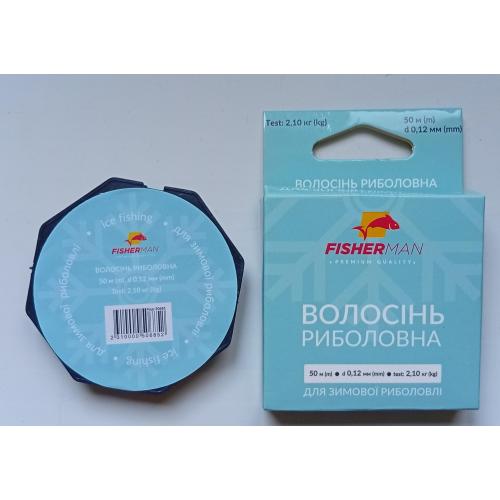 ice fishing
для зимової риболовлі
для зимової риболовлі
ice fishing
FISHERMAN
ВОЛОСІНЬ РИБОЛОВНА
50 м (m), d 0,12 мм (mm)
Test: 2,10 кг (kg)
Test: 2,10 кг (kg)
50 м (m)
d 0,12 мм (mm)
ВОЛОСІНЬ РИБОЛОВНА
FISHERMAN
PREMIUM QUALITY
ВОЛОСІНЬ
РИБОЛОВНА
50 м (m) ● d 0,12 мм (mm) ● test: 2,10 кг (kg)
ДЛЯ ЗИМОВОЇ РИБОЛОВЛІ